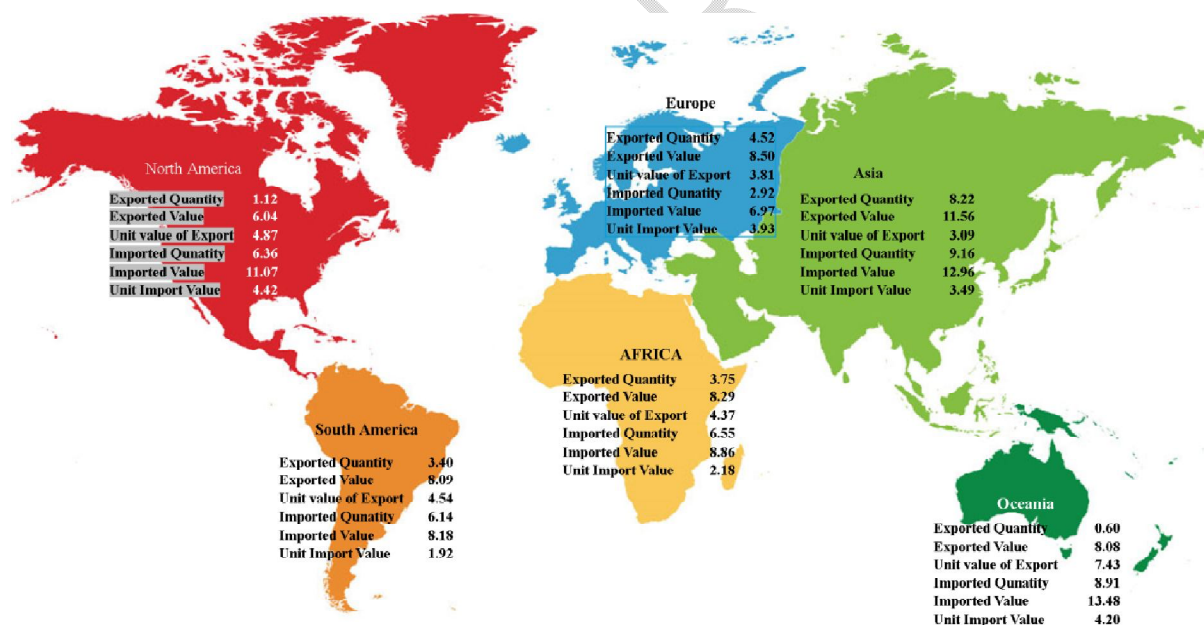 North America
Exported Quantity 1.12
Exported Value 6.04
Unit value of Export 4.87
Imported Qunatity 6.36
Imported Value 11.07
Unit Import Value 4.42
South America
Exported Quantity 3.40
Exported Value 8.09
Unit value of Export 4.54
Imported Qunatity 6.14
Imported Value 8.18
Unit Import Value 1.92
Europe
Exported Quantity 4.52
Exported Value 8.50
Unit value of Export 3.81
Imported Qunatity 2.92
Imported Value 6.97
Unit Import Value 3.93
AFRICA
Exported Quantity 3.75
Exported Value 8.29
Unit value of Export 4.37
Imported Qunatity 6.55
Imported Value 8.86
Unit Import Value 2.18
Asia
Exported Quantity 8.22
Exported Value 11.56
Unit value of Export 3.09
Imported Quantity 9.16
Imported Value 12.96
Unit Import Value 3.49
Oceania
Exported Quantity 0.60
Exported Value 8.08
Unit value of Export 7.43
Imported Qunatity 8.91
Imported Value 13.48
Unit Import Value 4.20